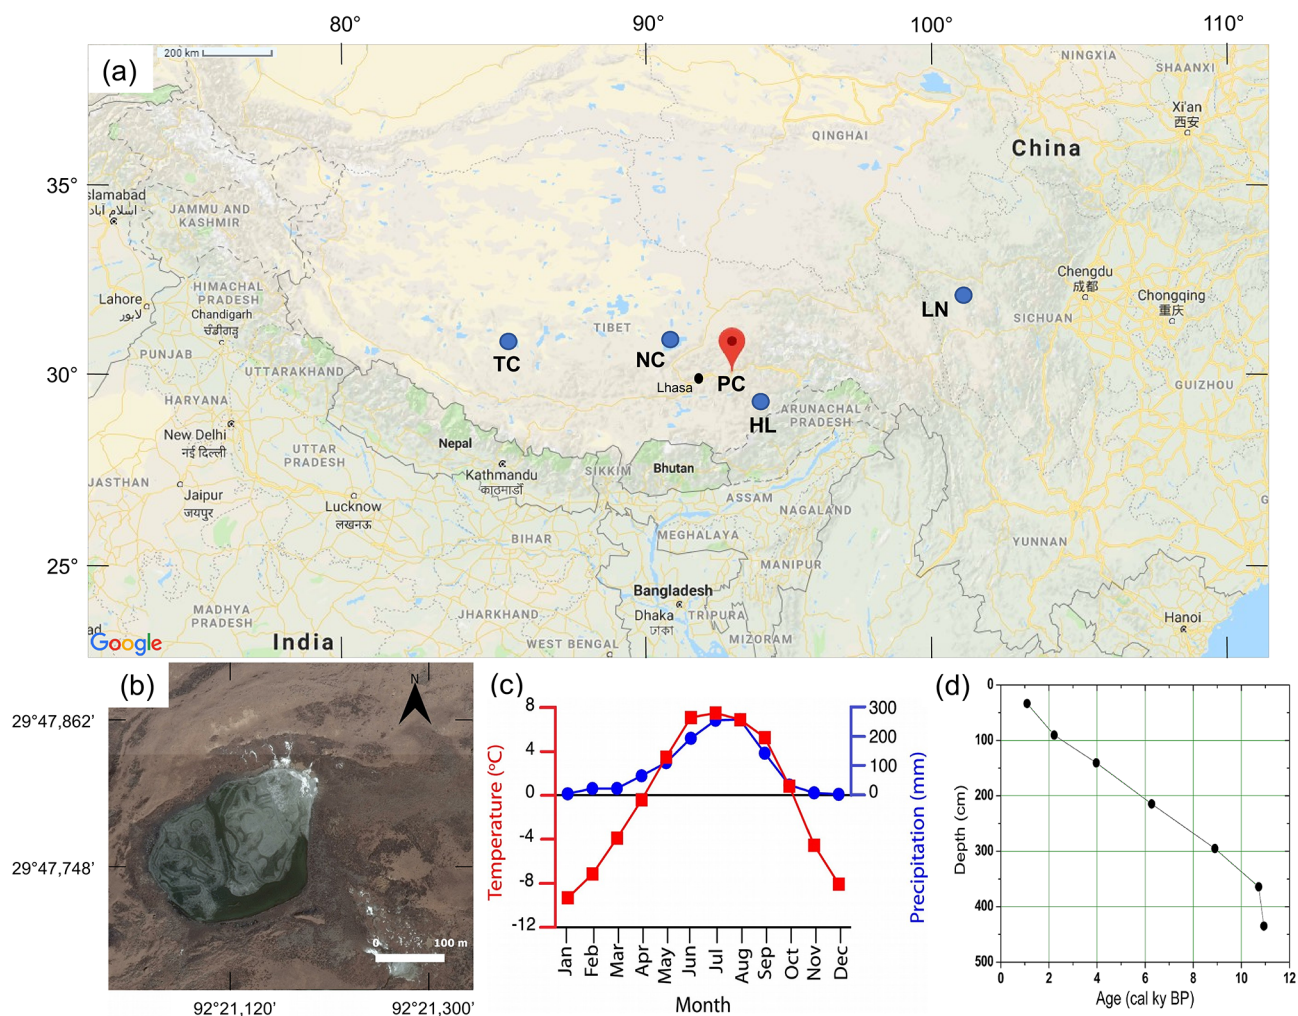 80°
90°
100°
110°
(a)
200 km
NINGXIA
SHAANXI
Xi'an
西安
QINGHAI
China
35°
slamabad
اسلام آباد
JAMMU AND
KASHMIR
HIMACHAL
PRADESH
Lahore
لاہور
Chandigarh
चंडीगढ़
PUNJAB
UTTARAKHAND
TIBET
TC
NC
PC
HL
LN
Lhasa
Chengdu
成都
Chongqing
重庆
SICHUAN
30°
GUIZHOU
HARYANA
New Delhi
नई दिल्ली
UTTAR
PRADESH
Nepal
Kathmandu
काठमाडौं
SIKKIM
Bhutan
ARUNACHAL
PRADESH
JASTHAN
Jaipur
जयपुर
Lucknow
लखनऊ
ASSAM
NAGALAND
G
BIHAR
MEGHALAYA
YUNNAN
25°
MANIPUR
Bangladesh
Dhaka
ঢাকা
TRIPURA
MADHYA
PRADESH
JHARKHAND
Hanoi
ad
Google
India
WEST BENGAL
MIZORAM
(b)
N
29°47,862'
29°47,748'
0 100 m
92°21,120'
92°21,300'
(c)
8
4
0
-4
-8
-12
Temperature (°C)
300
200
100
0
Precipitation (mm)
Jan
Feb
Mar
Apr
May
Jun
Jul
Aug
Sep
Oct
Nov
Dec
Month
(d)
0
100
200
300
400
500
Depth (cm)
0 2 4 6 8 10 12
Age (cal ky BP)